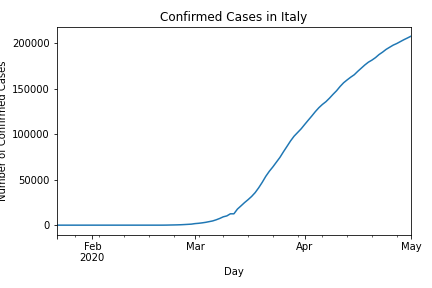 Confirmed Cases in Italy
Number of Confirmed Cases
200000
150000
100000
50000
0
Feb
2020
Mar
Apr
May
Day